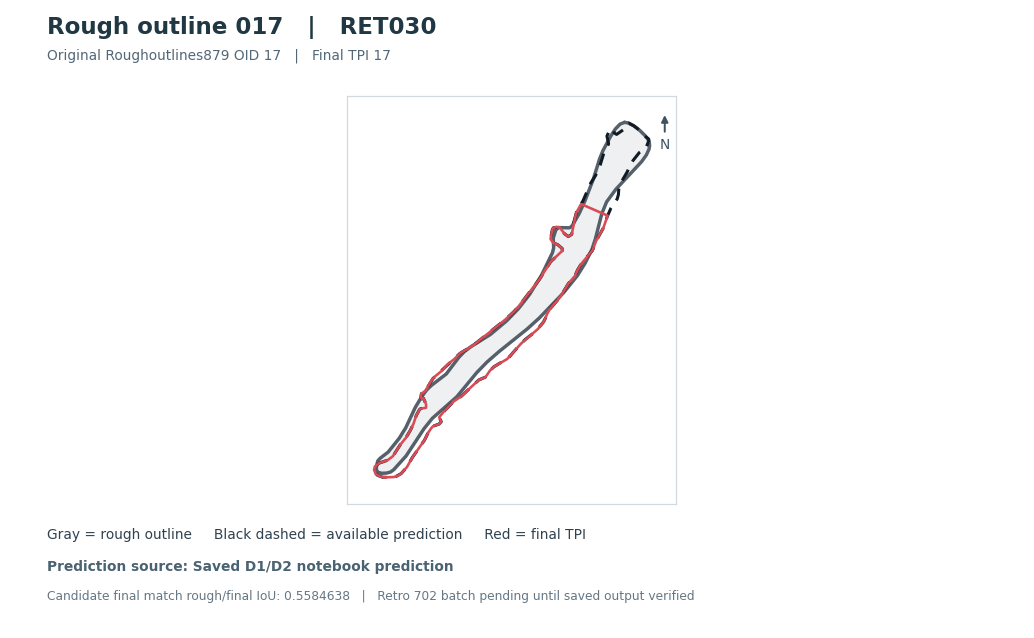 Rough outline 017   |   RET030
Original Roughoutlines879 OID 17   |   Final TPI 17
N
Gray = rough outline     Black dashed = available prediction     Red = final TPI
Prediction source: Saved D1/D2 notebook prediction
Candidate final match rough/final IoU: 0.5584638   |   Retro 702 batch pending until saved output verified